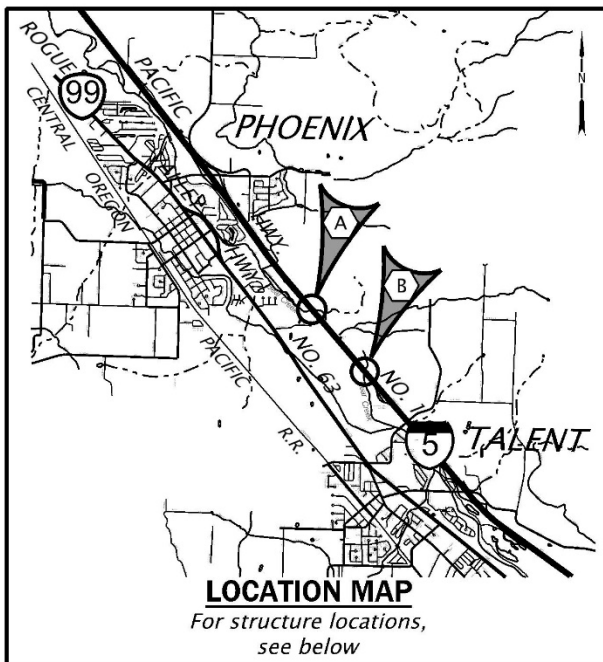 ROGUE
PACIFIC
99
CENTRAL
PHOENIX
N
OREGON
HWY.
A
B
NO. 63
NO. 1
PACIFIC
R.R.
5
TALENT
LOCATION MAP
For structure locations,
see below